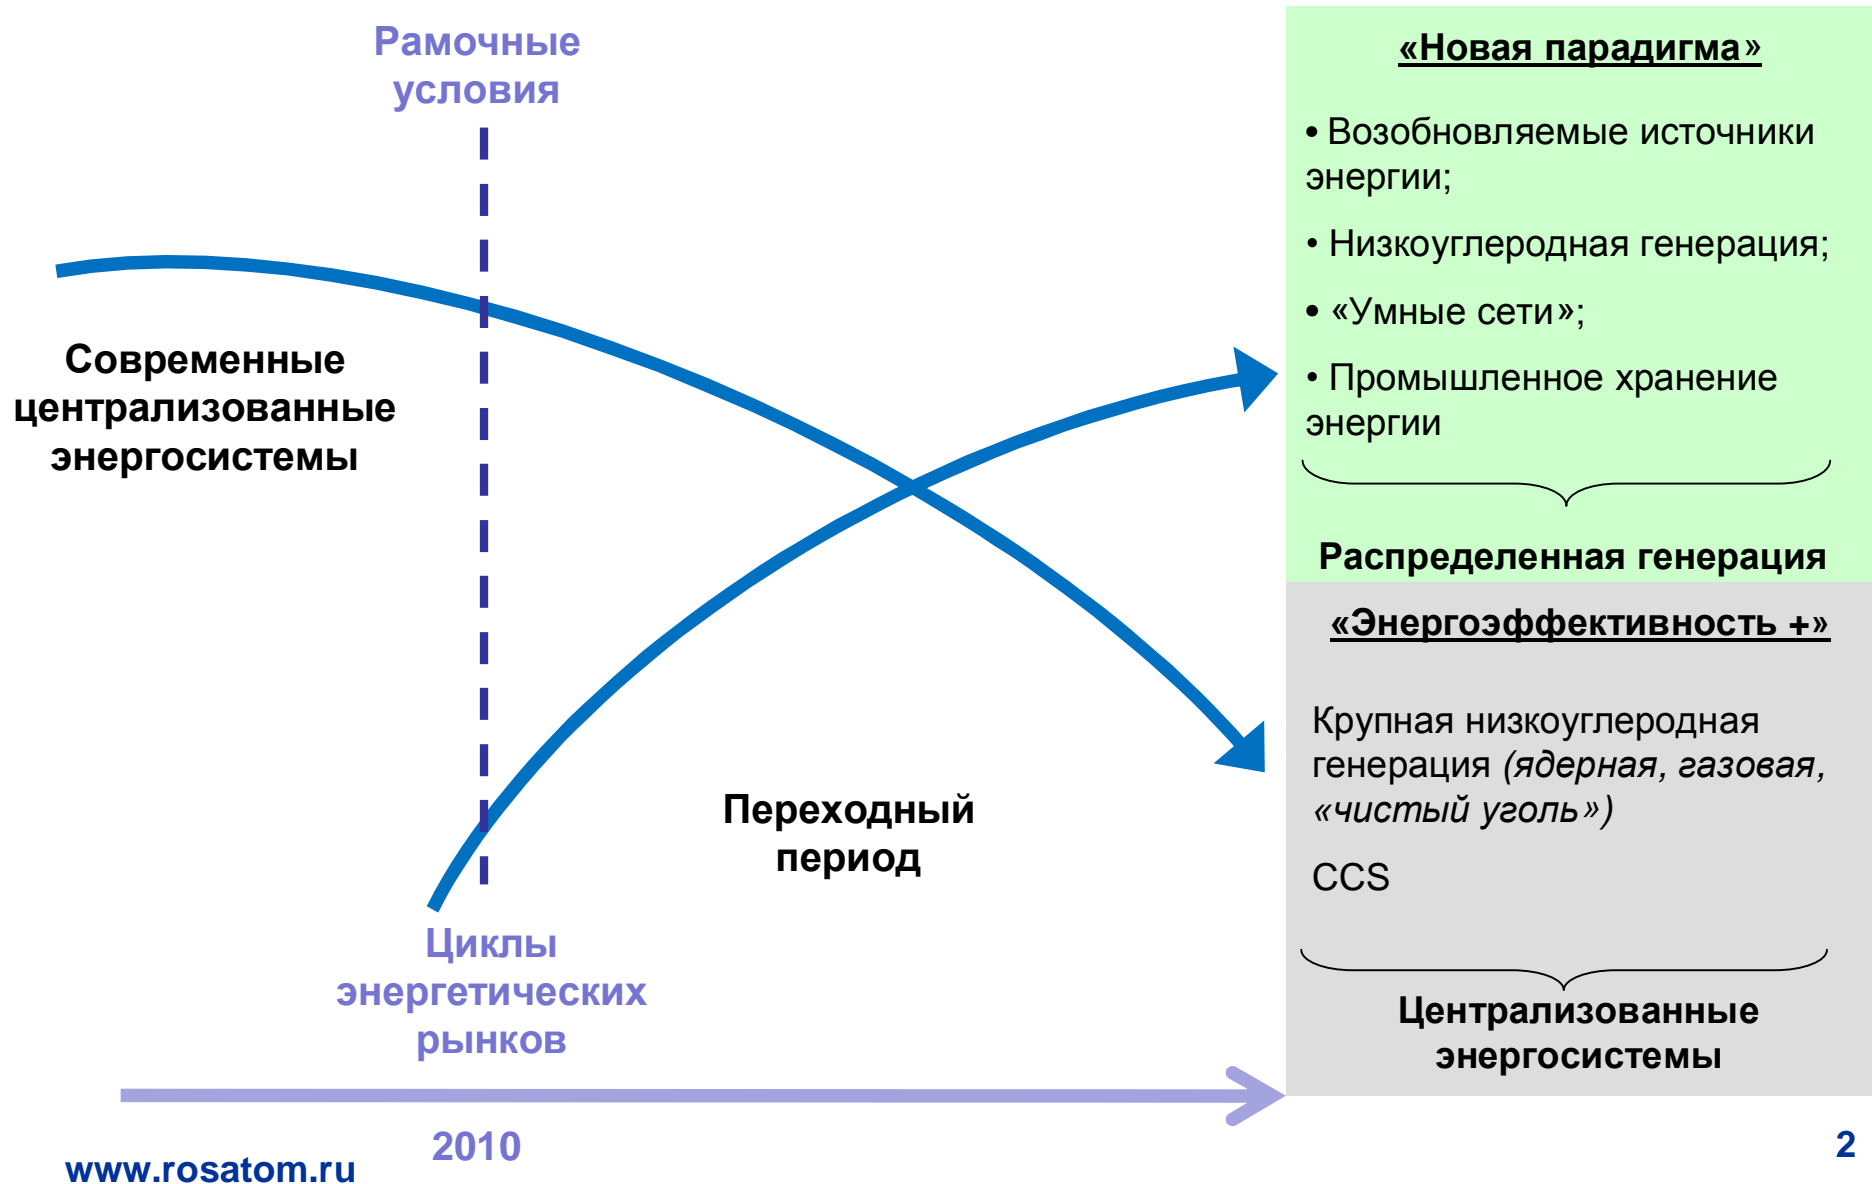 Рамочные
условия
Современные
централизованные
энергосистемы
Переходный
период
Циклы
энергетических
рынков
2010
«Новая парадигма»
• Возобновляемые источники
энергии;
• Низкоуглеродная генерация;
• «Умные сети»;
• Промышленное хранение
энергии
Распределенная генерация
«Энергоэффективность +»
Крупная низкоуглеродная
генерация (ядерная, газовая,
«чистый уголь»)
CCS
Централизованные
энергосистемы
www.rosatom.ru
2